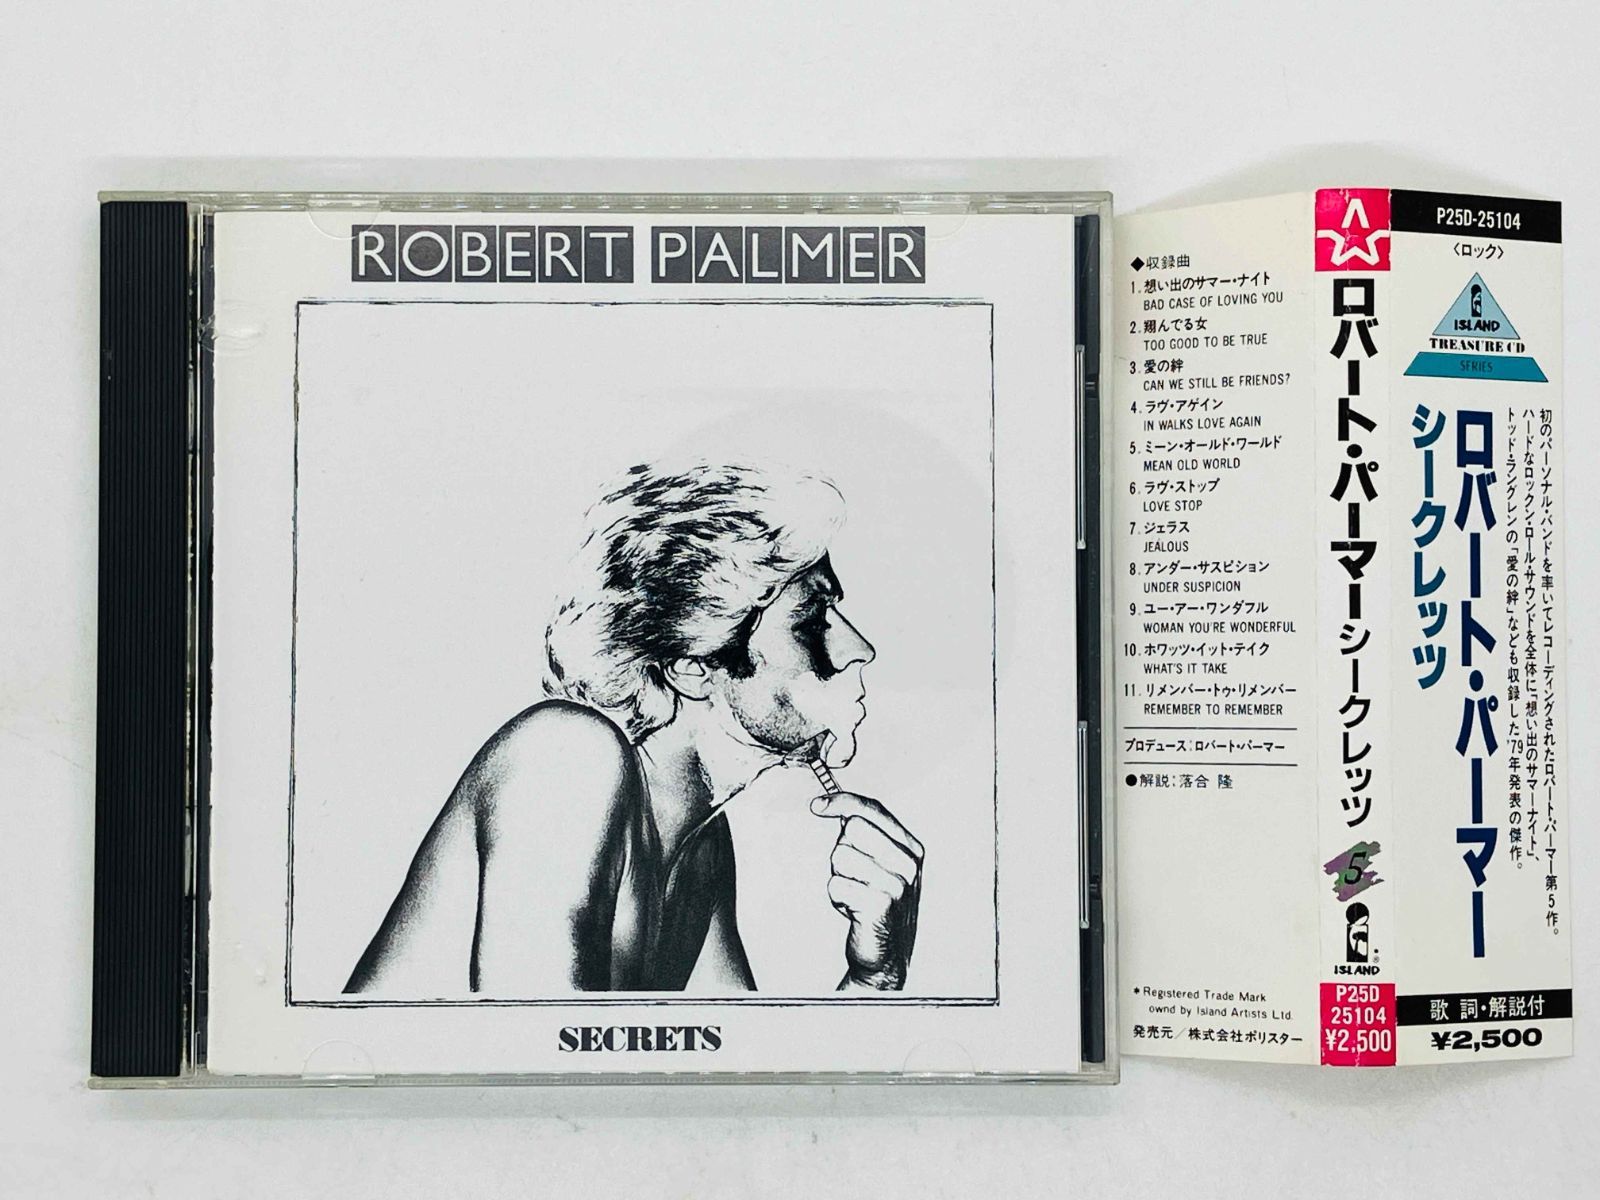 ROBERT PALMER
SECRETS
◆収録曲
1. 想い出のサマー・ナイト
BAD CASE OF LOVING YOU
2. 翔んでる女
TOO GOOD TO BE TRUE
3. 愛の絆
CAN WE STILL BE FRIENDS?
4. ラヴ・アゲイン
IN WALKS LOVE AGAIN
5. ミーン・オールド・ワールド
MEAN OLD WORLD
6. ラヴ・ストップ
LOVE STOP
7. ジェラス
JEALOUS
8. アンダー・サスピション
UNDER SUSPICION
9. ユー・アー・ワンダフル
WOMAN YOU'RE WONDERFUL
10. ホワッツ・イット・テイク
WHAT'S IT TAKE
11. リメンバー・トゥ・リメンバー
REMEMBER TO REMEMBER
プロデュース：ロバート・パーマー
●解説：落合 隆
*Registered Trade Mark
ownd by Island Artists Ltd.
発売元／株式会社ポリスター
ロバート・パーマー シークレッツ
5
ISLAND
P25D
25104
¥2,500
P25D-25104
〈ロック〉
ISLAND
TREASURE CD
SERIES
初のパーソナル・バンドを率いてレコーディングされたロバート・パーマー第5作。
ハードなロックン・ロール・サウンドを全体に「想い出のサマーナイト」、
トッド・ラングレンの「愛の絆」なども収録した'79年発表の傑作。
ロバート・パーマー
シークレッツ
歌詞・解説付
¥2,500